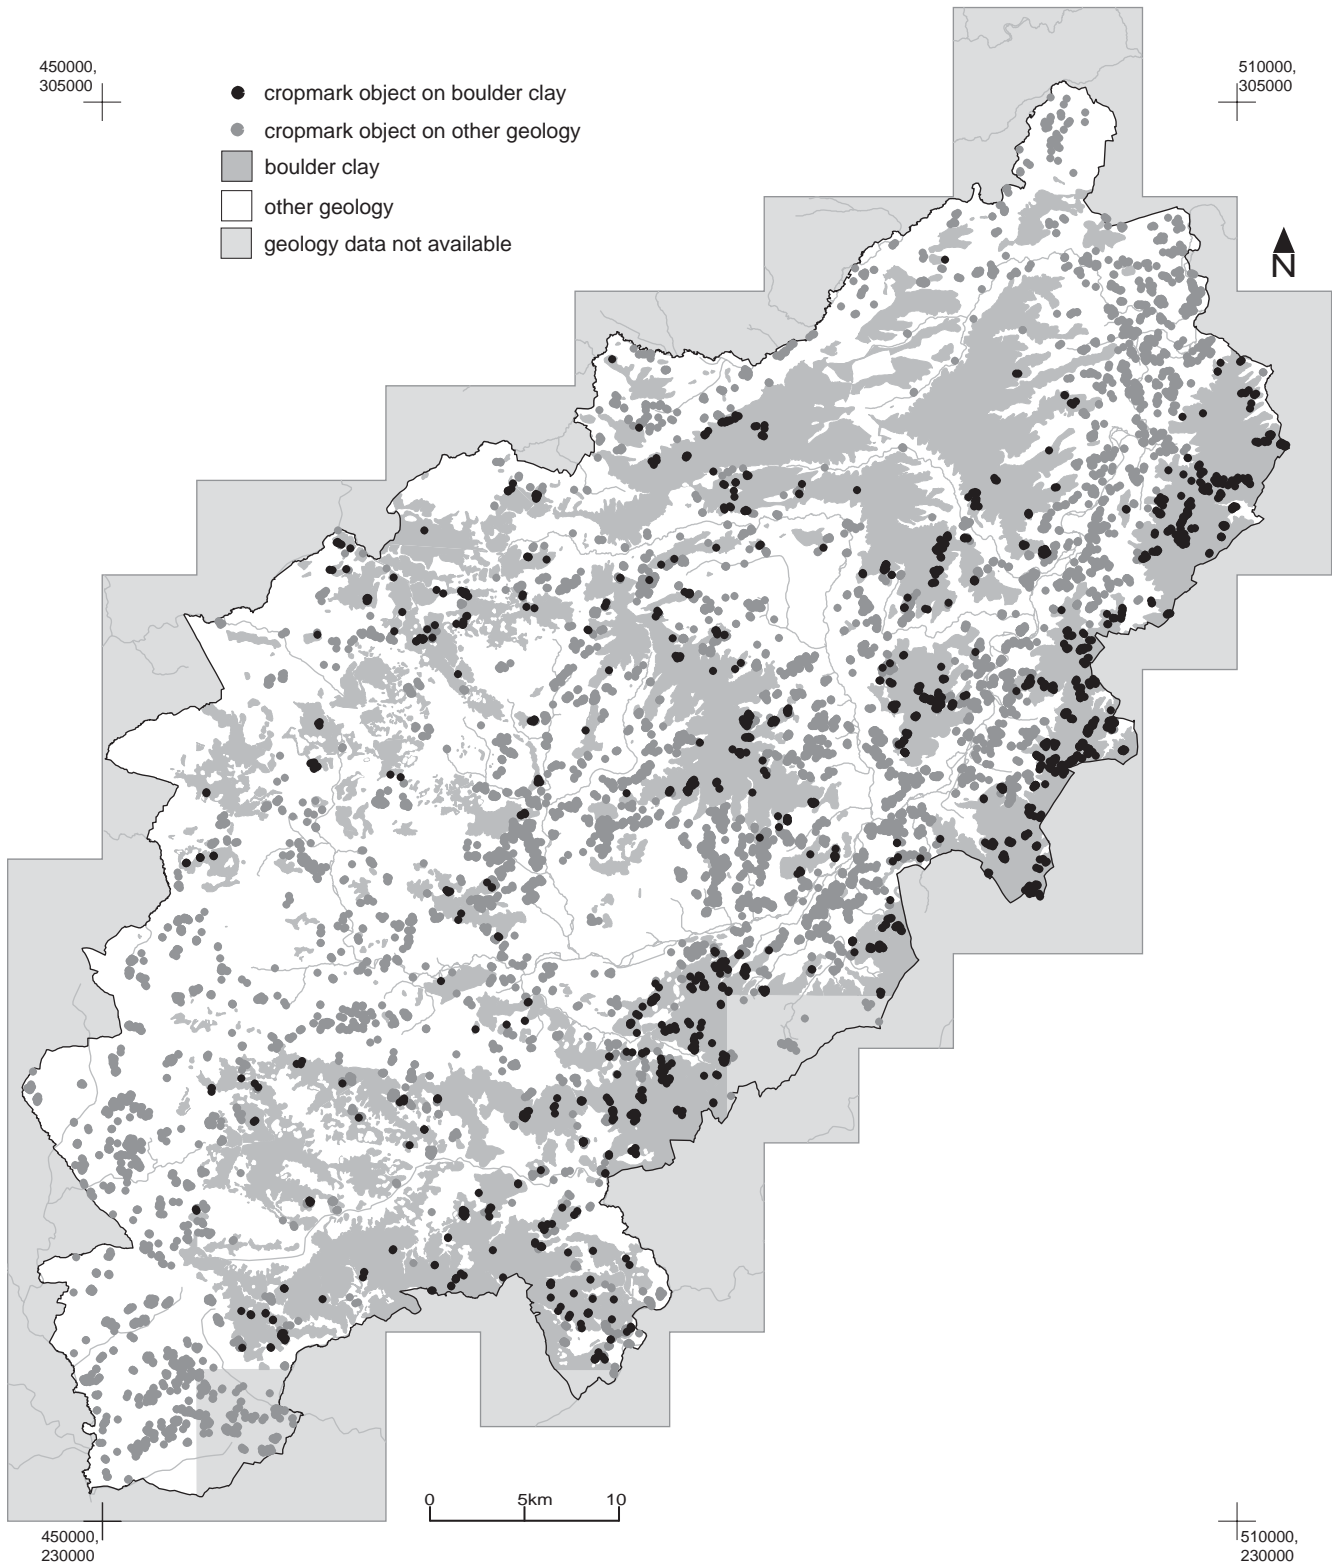 450000,
305000
510000,
305000
cropmark object on boulder clay
cropmark object on other geology
boulder clay
other geology
geology data not available
N
0 5km 10
450000,
230000
510000,
230000